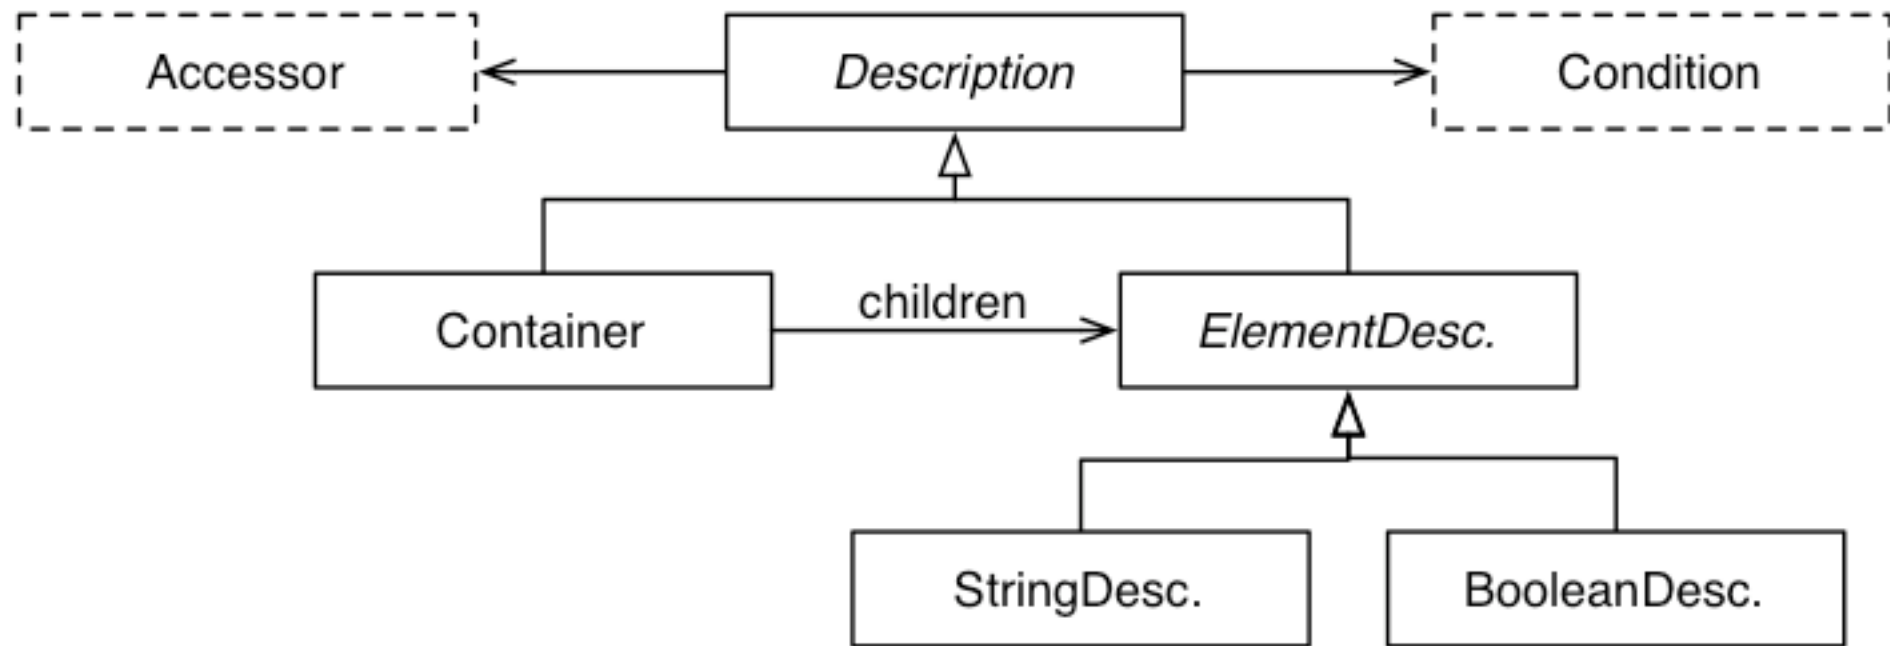 Accessor
Description
Condition
Container
children
ElementDesc.
StringDesc.
BooleanDesc.